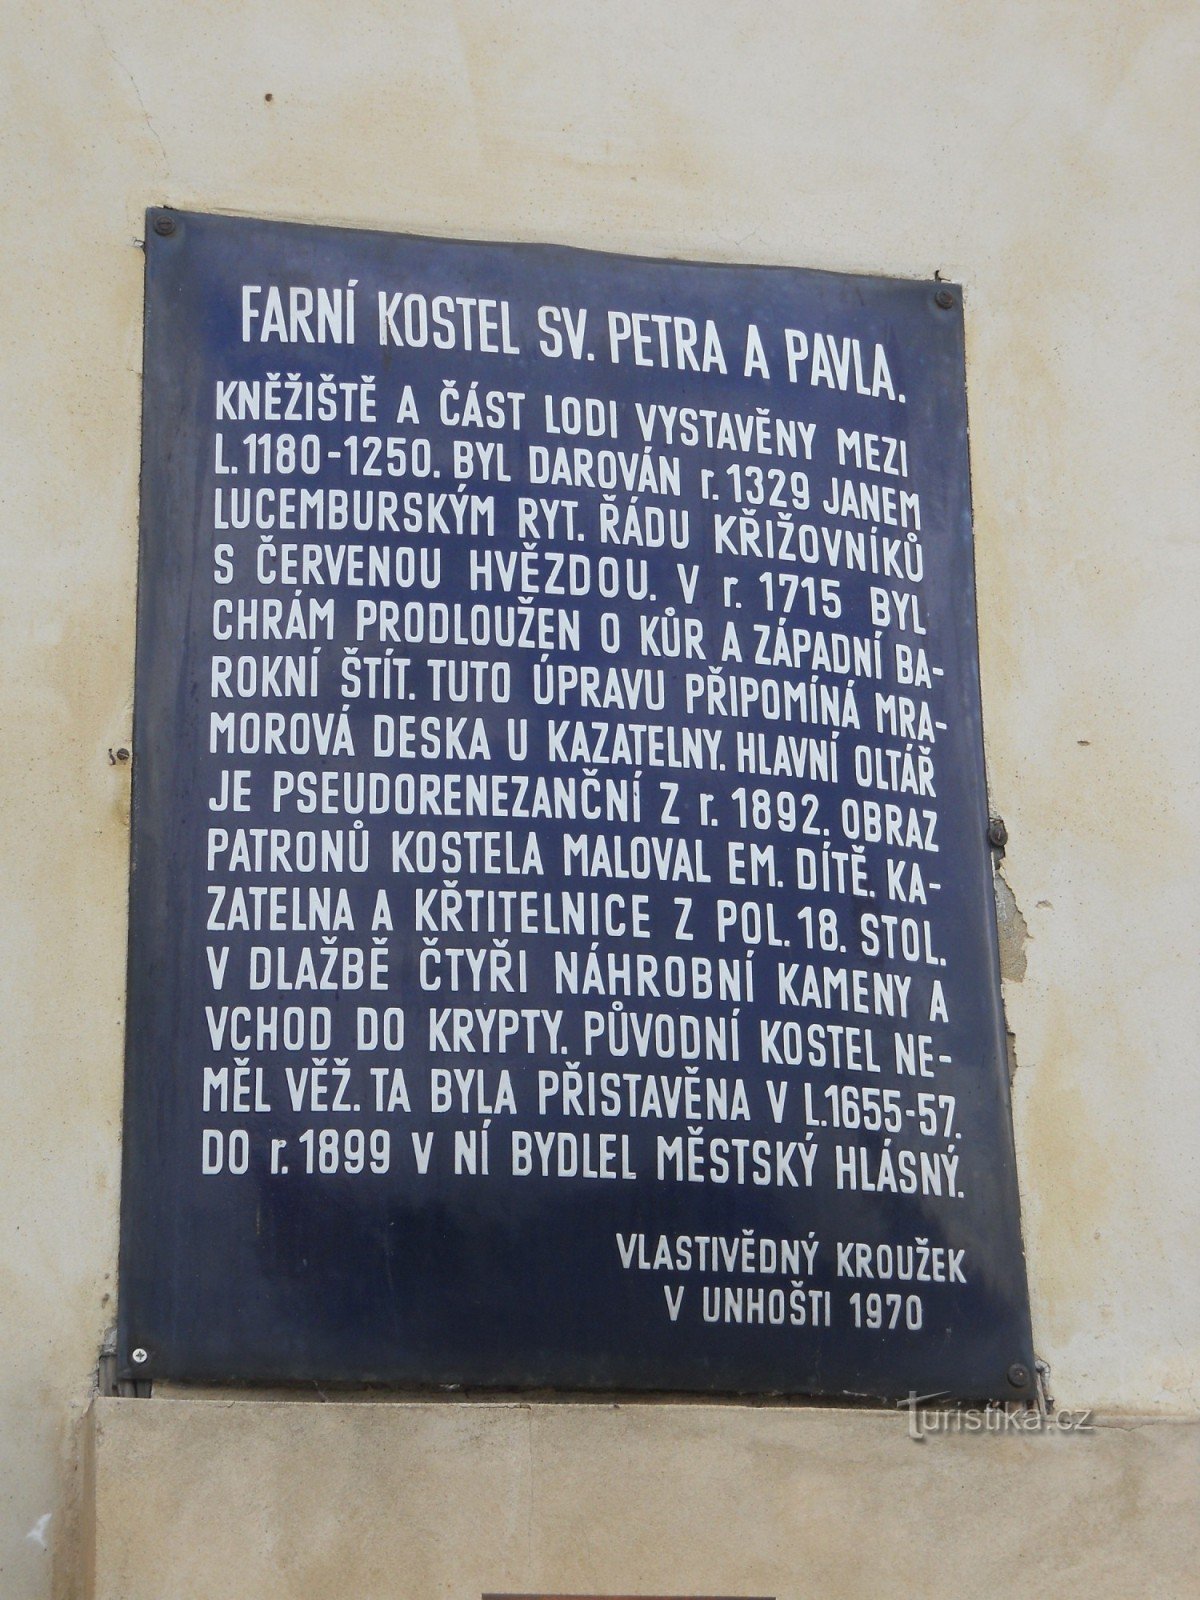 FARNÍ KOSTEL SV. PETRA A PAVLA.
KNĚŽIŠTĚ A ČÁST LODI VYSTAVĚNY MEZI
L. 1180-1250. BYL DAROVÁN r. 1329 JANEM
LUCEMBURSKÝM RYT. ŘÁDU KŘIŽOVNÍKŮ
S ČERVENOU HVĚZDOU. V r. 1715 BYL
CHRÁM PRODLOUŽEN O KŮR A ZÁPADNÍ BA-
ROKNÍ ŠTÍT. TUTO ÚPRAVU PŘIPOMÍNÁ MRA-
MOROVÁ DESKA U KAZATELNY. HLAVNÍ OLTÁŘ
JE PSEUDORENEZANČNÍ Z r. 1892. OBRAZ
PATRONŮ KOSTELA MALOVAL EM. DÍTĚ. KA-
ZATELNA A KŘTITELNICE Z POL. 18. STOL.
V DLAŽBĚ ČTYŘI NÁHROBNÍ KAMENY A
VCHOD DO KRYPTY. PŮVODNÍ KOSTEL NE-
MĚL VĚŽ. TA BYLA PŘISTAVĚNA V L. 1655-57.
DO r. 1899 V NÍ BYDLEL MĚSTSKÝ HLÁSNÝ.
VLASTIVĚDNÝ KROUŽEK
V UNHOŠTI 1970
Turistika.cz